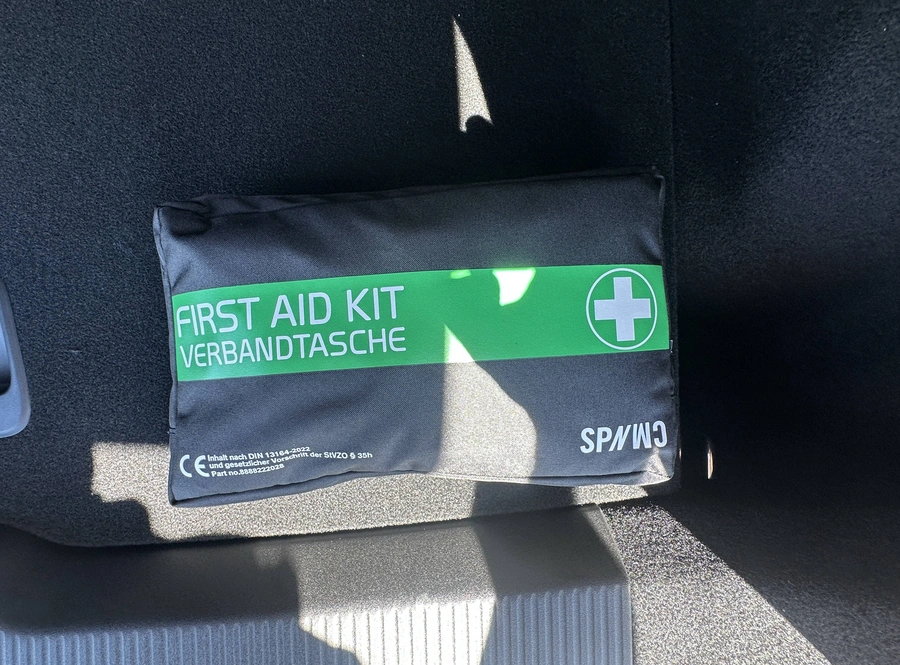 FIRST AID KIT
VERBANDTASCHE
CE Inhalt nach DIN 13164-2022
und gesetzlicher Vorschrift der StVZO § 35h
Part no.8888222028